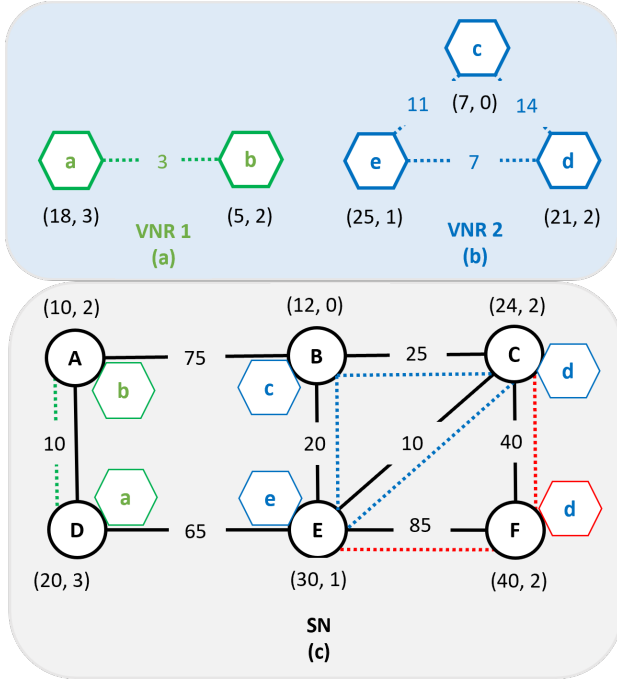 c
11 (7, 0) 14
a 3 b e 7 d
(18, 3) (5, 2) (25, 1) (21, 2)
VNR 1 VNR 2
(a) (b)
(10, 2) (12, 0) (24, 2)
A 75 B 25 C
b c d
10 20 10 40
a e d
D 65 E 85 F
(20, 3) (30, 1) (40, 2)
SN
(c)